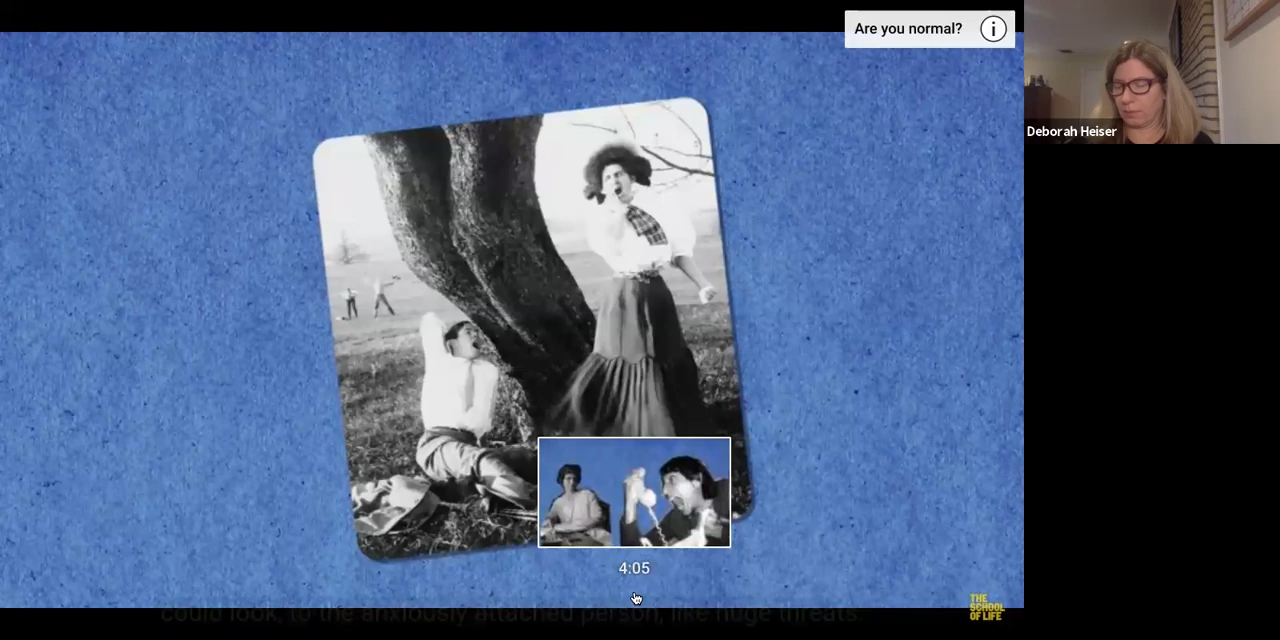 Are you normal?
Deborah Heiser
4:05
could look, to the anxiously attached person, like huge threats.
THE
SCHOOL
OF LIFE